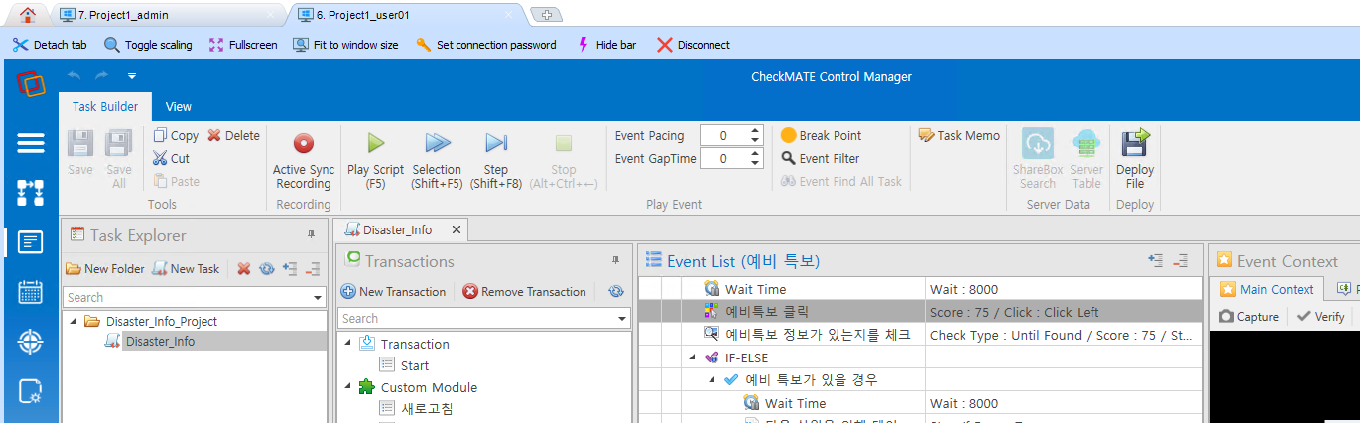 7. Project1_admin
6. Project1_user01
Detach tab
Toggle scaling
Fullscreen
Fit to window size
Set connection password
Hide bar
Disconnect
CheckMATE Control Manager
Task Builder
View
Save
Save All
Copy
Delete
Cut
Paste
Tools
Active Sync Recording
Recording
Play Script (F5)
Selection (Shift+F5)
Step (Shift+F8)
Stop (Alt+Ctrl+←)
Event Pacing 0
Event GapTime 0
Break Point
Event Filter
Event Find All Task
Play Event
Task Memo
ShareBox Search
Server Table
Server Data
Deploy File
Deploy
Task Explorer
New Folder
New Task
Search
Disaster_Info_Project
Disaster_Info
Disaster_Info
Transactions
New Transaction
Remove Transaction
Search
Transaction
Start
Custom Module
새로고침
Event List (예비 특보)
Wait Time Wait : 8000
예비특보 클릭 Score : 75 / Click : Click Left
예비특보 정보가 있는지를 체크 Check Type : Until Found / Score : 75 / St...
IF-ELSE
예비 특보가 있을 경우
Wait Time Wait : 8000
Event Context
Main Context
Capture
Verify